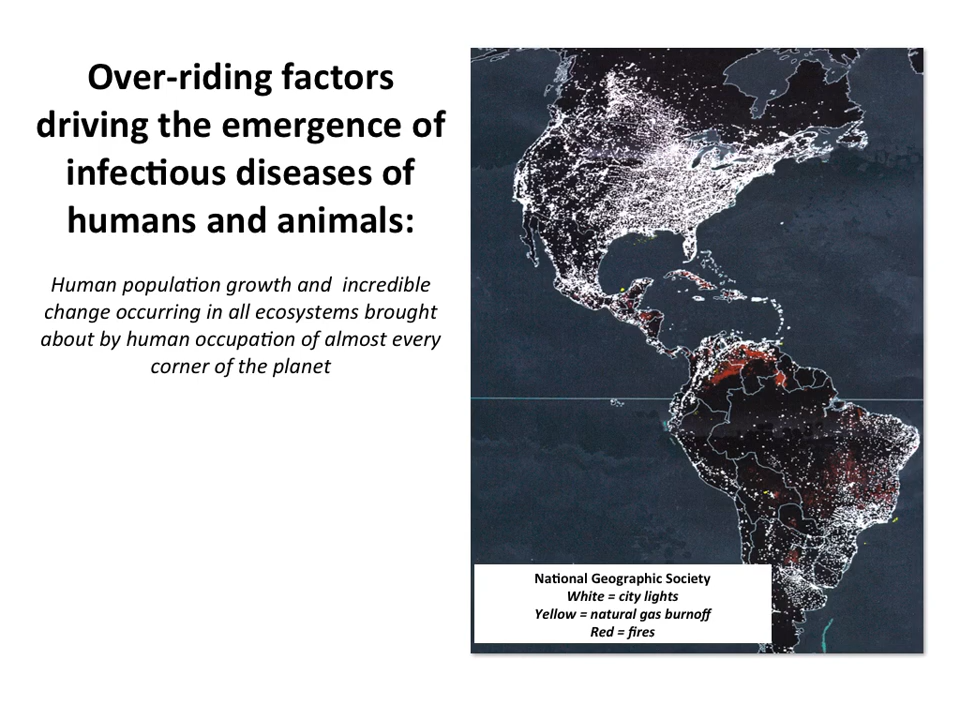 Over-riding factors
driving the emergence of
infectious diseases of
humans and animals:
Human population growth and  incredible
change occurring in all ecosystems brought
about by human occupation of almost every
corner of the planet
National Geographic Society
White = city lights
Yellow = natural gas burnoff
Red = fires